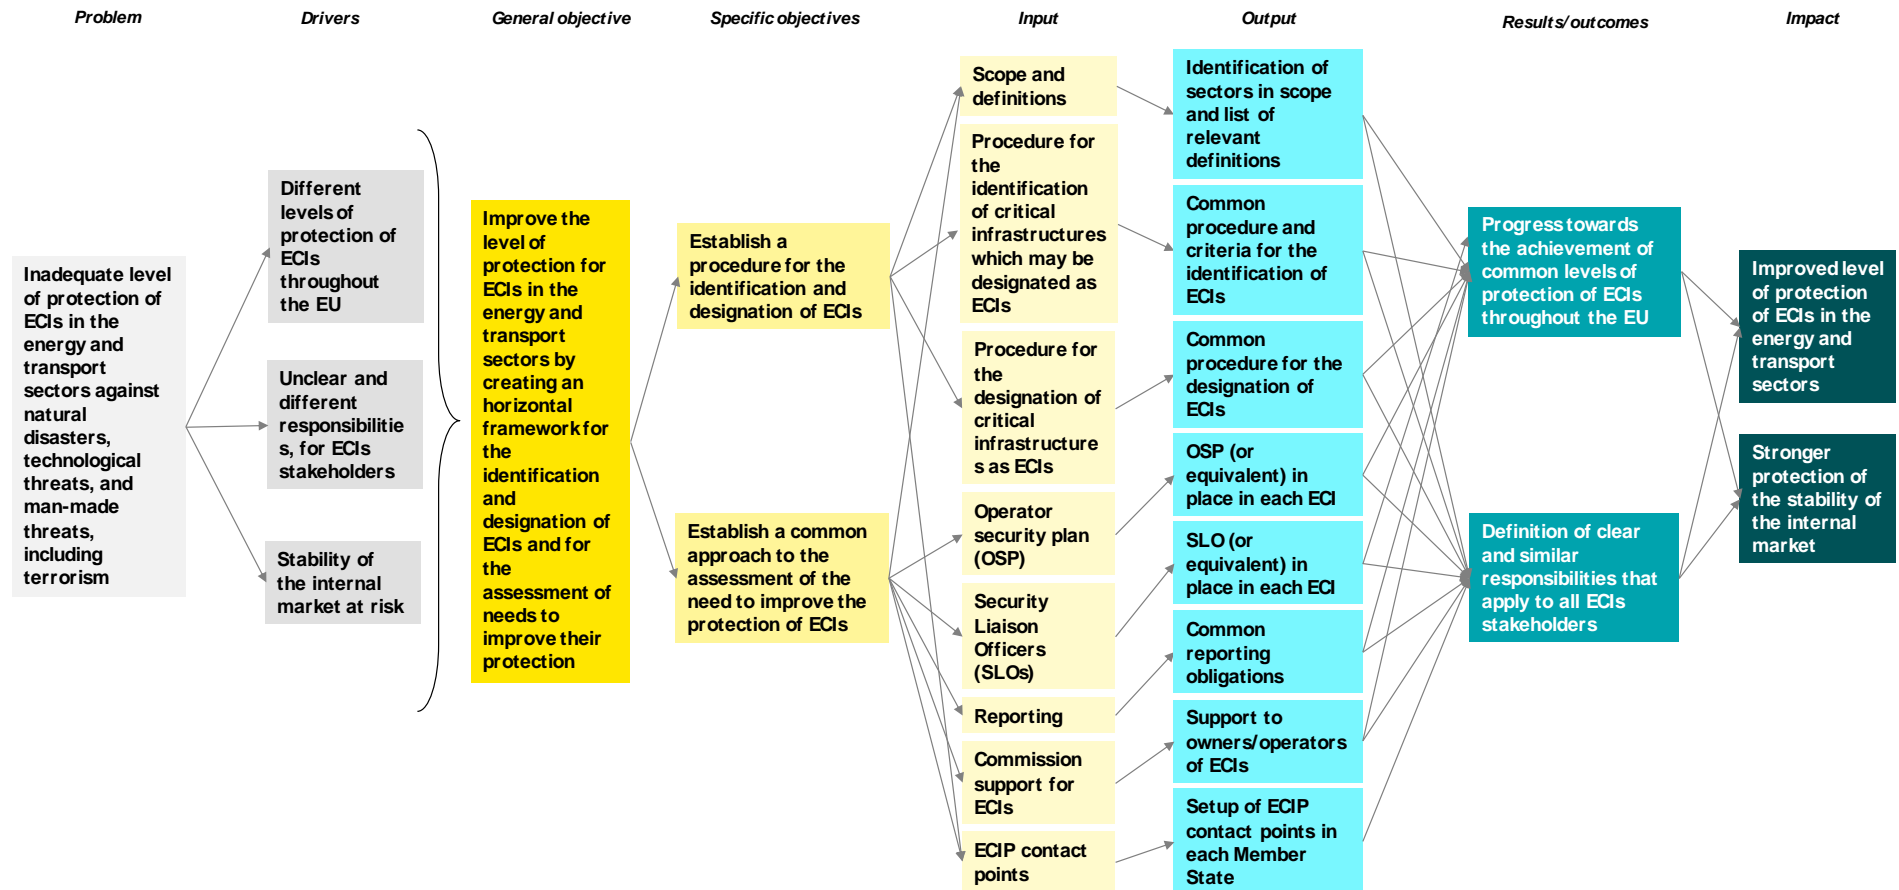 Problem
Drivers
General objective
Specific objectives
Input
Output
Results/outcomes
Impact
Inadequate level
of protection of
ECIs in the
energy and
transport
sectors against
natural
disasters,
technological
threats, and
man-made
threats,
including
terrorism
Different
levels of
protection of
ECIs
throughout
the EU
Unclear and
different
responsibilitie
s, for ECIs
stakeholders
Stability of
the internal
market at risk
Improve the
level of
protection for
ECIs in the
energy and
transport
sectors by
creating an
horizontal
framework for
the
identification
and
designation of
ECIs and for
the
assessment of
needs to
improve their
protection
Establish a
procedure for the
identification and
designation of ECIs
Establish a common
approach to the
assessment of the
need to improve the
protection of ECIs
Scope and
definitions
Procedure for
the
identification
of critical
infrastructures
which may be
designated as
ECIs
Procedure for
the
designation of
critical
infrastructure
s as ECIs
Operator
security plan
(OSP)
Security
Liaison
Officers
(SLOs)
Reporting
Commission
support for
ECIs
ECIP contact
points
Identification of
sectors in scope
and list of
relevant
definitions
Common
procedure and
criteria for the
identification of
ECIs
Common
procedure for the
designation of
ECIs
OSP (or
equivalent) in
place in each ECI
SLO (or
equivalent) in
place in each ECI
Common
reporting
obligations
Support to
owners/operators
of ECIs
Setup of ECIP
contact points in
each Member
State
Progress towards
the achievement of
common levels of
protection of ECIs
throughout the EU
Definition of clear
and similar
responsibilities that
apply to all ECIs
stakeholders
Improved level
of protection
of ECIs in the
energy and
transport
sectors
Stronger
protection of
the stability of
the internal
market